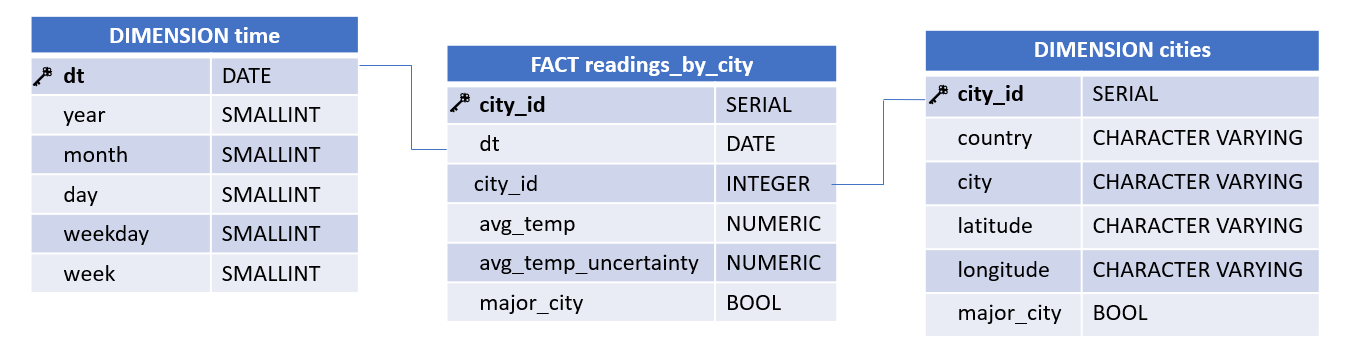 DIMENSION time
dt DATE
year SMALLINT
month SMALLINT
day SMALLINT
weekday SMALLINT
week SMALLINT
FACT readings_by_city
city_id SERIAL
dt DATE
city_id INTEGER
avg_temp NUMERIC
avg_temp_uncertainty NUMERIC
major_city BOOL
DIMENSION cities
city_id SERIAL
country CHARACTER VARYING
city CHARACTER VARYING
latitude CHARACTER VARYING
longitude CHARACTER VARYING
major_city BOOL